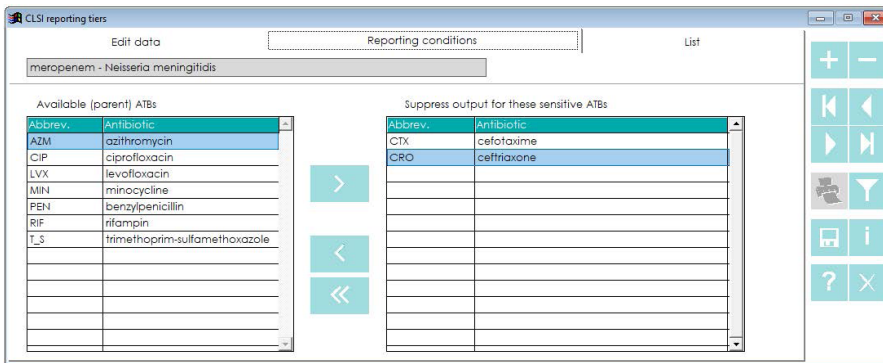 CLSI reporting tiers
Edit data
Reporting conditions
List
meropenem - Neisseria meningitidis
Available (parent) ATBs
Abbrev. Antibiotic
AZM azithromycin
CIP ciprofloxacin
LVX levofloxacin
MIN minocycline
PEN benzylpenicillin
RIF rifampin
T_S trimethoprim-sulfamethoxazole
Suppress output for these sensitive ATBs
Abbrev. Antibiotic
CTX cefotaxime
CRO ceftriaxone